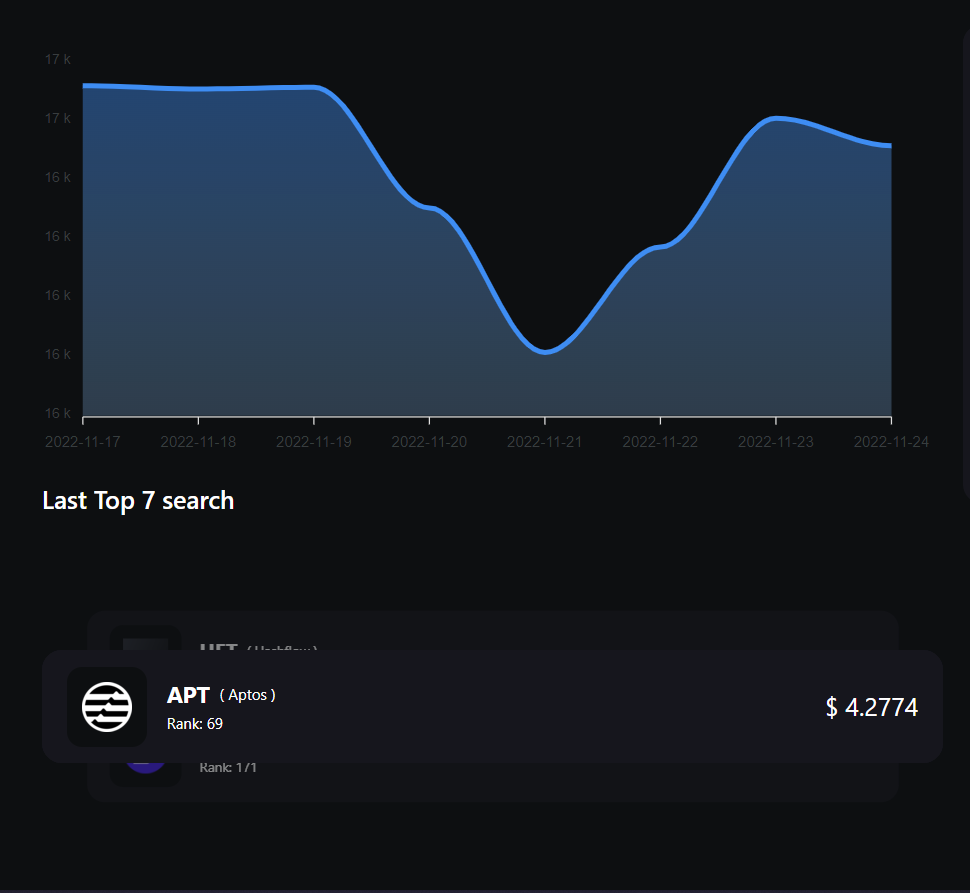 17 k
17 k
16 k
16 k
16 k
16 k
16 k
2022-11-17 2022-11-18 2022-11-19 2022-11-20 2022-11-21 2022-11-22 2022-11-23 2022-11-24
Last Top 7 search
APT ( Aptos )
Rank: 69
$ 4.2774
Rank: 171